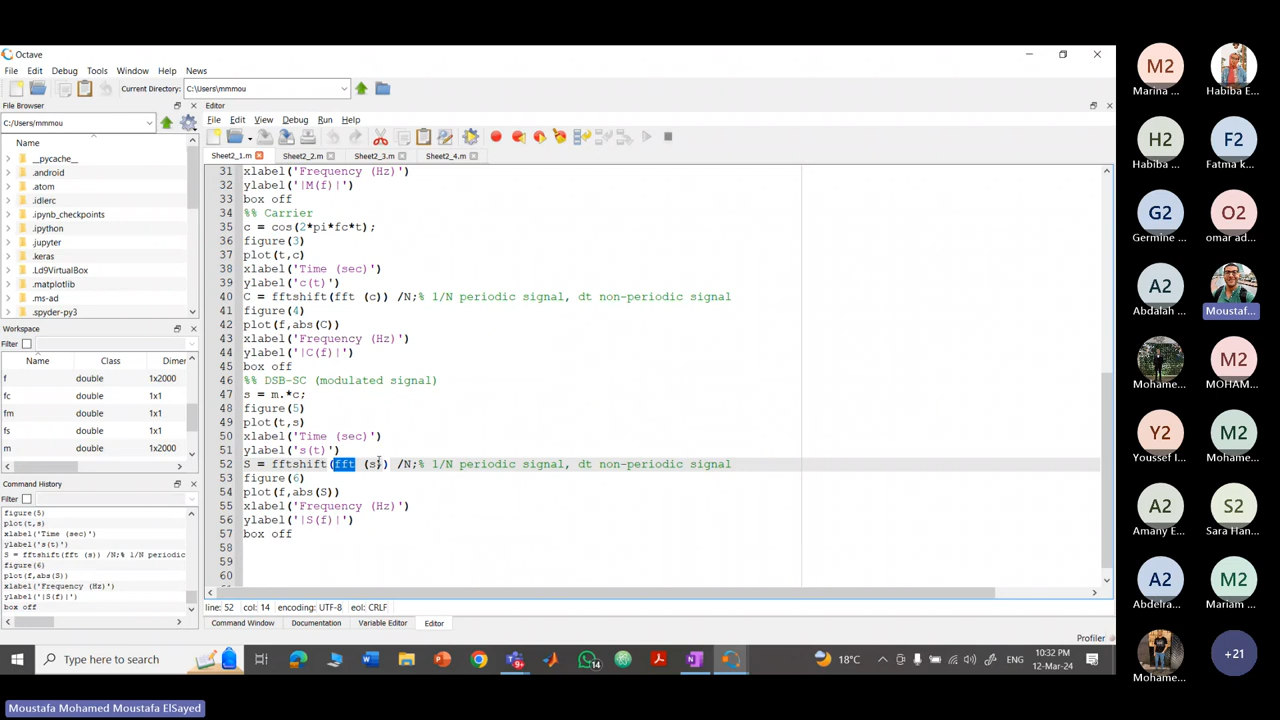 Octave
File Edit Debug Tools Window Help News
Current Directory: C:\Users\mmmou
File Browser
C:/Users/mmmou
Name
__pycache__
.android
.atom
.idlerc
.ipynb_checkpoints
.ipython
.jupyter
.keras
.Ld9VirtualBox
.matplotlib
.ms-ad
.spyder-py3
Workspace
Filter
Name Class Dimer
f double 1x2000
fc double 1x1
fm double 1x1
fs double 1x1
m double 1x2000
Command History
Filter
figure(5)
plot(t,s)
xlabel('Time (sec)')
ylabel('s(t)')
S = fftshift(fft (s)) /N;% 1/N periodic
figure(6)
plot(f,abs(S))
xlabel('Frequency (Hz)')
ylabel('|S(f)|')
box off
Editor
File Edit View Debug Run Help
Sheet2_1.m Sheet2_2.m Sheet2_3.m Sheet2_4.m
31 xlabel('Frequency (Hz)')
32 ylabel('|M(f)|')
33 box off
34 %% Carrier
35 c = cos(2*pi*fc*t);
36 figure(3)
37 plot(t,c)
38 xlabel('Time (sec)')
39 ylabel('c(t)')
40 C = fftshift(fft (c)) /N;% 1/N periodic signal, dt non-periodic signal
41 figure(4)
42 plot(f,abs(C))
43 xlabel('Frequency (Hz)')
44 ylabel('|C(f)|')
45 box off
46 %% DSB-SC (modulated signal)
47 s = m.*c;
48 figure(5)
49 plot(t,s)
50 xlabel('Time (sec)')
51 ylabel('s(t)')
52 S = fftshift(fft (s)) /N;% 1/N periodic signal, dt non-periodic signal
53 figure(6)
54 plot(f,abs(S))
55 xlabel('Frequency (Hz)')
56 ylabel('|S(f)|')
57 box off
58
59
60
line: 52 col: 14 encoding: UTF-8 eol: CRLF
Command Window Documentation Variable Editor Editor
Profiler
Type here to search
9+
14
18°C
ENG
10:32 PM
12-Mar-24
Moustafa Mohamed Moustafa ElSayed
M2
Marina ...
Habiba E...
H2
Habiba ...
F2
Fatma k...
G2
Germine ...
O2
omar ad...
A2
Abdalah ...
Moustaf...
Mohame...
M2
MOHAM...
Y2
Youssef I...
M2
Mohame...
A2
Amany E...
S2
Sara Han...
A2
Abdelra...
M2
Mariam ...
Mohame...
+21